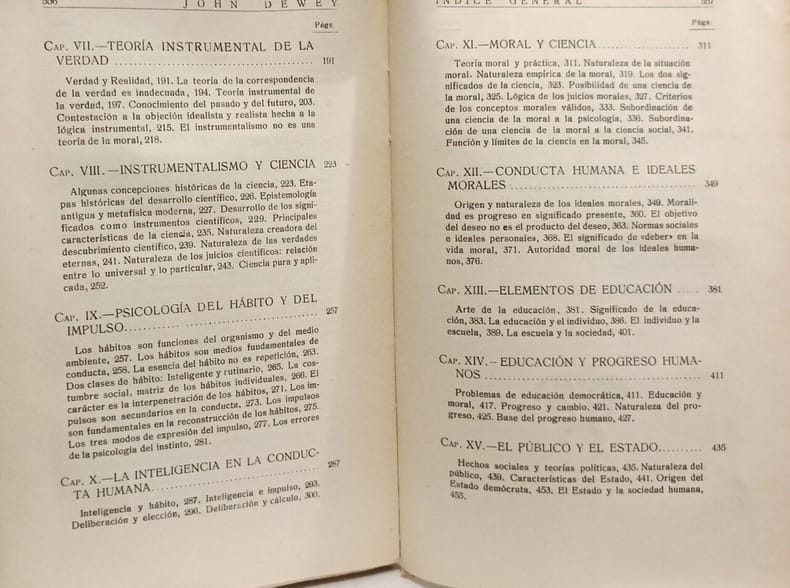 JOHN DEWEY
Págs.
CAP. VII.—TEORÍA INSTRUMENTAL DE LA
VERDAD ........ 191
Verdad y Realidad, 191. La teoría de la correspondencia
de la verdad es inadecuada, 194. Teoría instrumental de
la verdad, 197. Conocimiento del pasado y del futuro, 203.
Contestación a la objeción idealista y realista hecha a la
lógica instrumental, 215. El instrumentalismo no es una
teoría de la moral, 218.
CAP. VIII.—INSTRUMENTALISMO Y CIENCIA 223
Algunas concepciones históricas de la ciencia, 223. Eta-
pas históricas del desarrollo científico, 226. Epistemología
antigua y metafísica moderna, 227. Desarrollo de los signi-
ficados como instrumentos científicos, 229. Principales
características de la ciencia, 235. Naturaleza creadora del
descubrimiento científico, 239. Naturaleza de las verdades
eternas, 241. Naturaleza de los juicios científicos: relación
entre lo universal y lo particular, 243. Ciencia pura y apli-
cada, 252.
CAP. IX.—PSICOLOGÍA DEL HÁBITO Y DEL
IMPULSO........ 257
Los hábitos son funciones del organismo y del medio
ambiente, 257. Los hábitos son medios fundamentales de
conducta, 258. La esencia del hábito no es repetición, 263.
Dos clases de hábito: Inteligente y rutinario, 265. La cos-
tumbre social, matriz de los hábitos individuales, 266. El
carácter es la interpenetración de los hábitos, 271. Los im-
pulsos son secundarios en la conducta, 273. Los impulsos
son fundamentales en la reconstrucción de los hábitos, 275.
Los tres modos de expresión del impulso, 277. Los errores
de la psicología del instinto, 281.
CAP. X.—LA INTELIGENCIA EN LA CONDUC-
TA HUMANA........ 287
Inteligencia y hábito, 287. Inteligencia e impulso, 293.
Deliberación y elección, 296. Deliberación y cálculo, 300.
ÍNDICE GENERAL
Págs.
CAP. XI.—MORAL Y CIENCIA........ 311
Teoría moral y práctica, 311. Naturaleza de la situación
moral. Naturaleza empírica de la moral, 319. Los dos sig-
nificados de la ciencia, 323. Posibilidad de una ciencia de
la moral, 325. Lógica de los juicios morales, 327. Criterios
de los conceptos morales válidos, 333. Subordinación de
una ciencia de la moral a la psicología, 336. Subordina-
ción de una ciencia de la moral a la ciencia social, 341.
Función y límites de la ciencia en la moral, 345.
CAP. XII.—CONDUCTA HUMANA E IDEALES
MORALES ........ 349
Origen y naturaleza de los ideales morales, 349. Morali-
dad es progreso en significado presente, 360. El objetivo
del deseo no es el producto del deseo, 363. Normas sociales
e ideales personales, 368. El significado de «deber» en la
vida moral, 371. Autoridad moral de los ideales huma-
nos, 376.
CAP. XIII.—ELEMENTOS DE EDUCACIÓN ..... 381
Arte de la educación, 381. Significado de la educa-
ción, 383. La educación y el individuo, 386. El individuo y la
escuela, 389. La escuela y la sociedad, 401.
CAP. XIV.—EDUCACIÓN Y PROGRESO HUMA-
NOS ........ 411
Problemas de educación democrática, 411. Educación y
moral, 417. Progreso y cambio. 421. Naturaleza del pro-
greso, 425. Base del progreso humano, 427.
CAP. XV.—EL PÚBLICO Y EL ESTADO........ 435
Hechos sociales y teorías políticas, 435. Naturaleza del
público, 439. Características del Estado, 441. Origen del
Estado demócrata, 453. El Estado y la sociedad humana,
455.